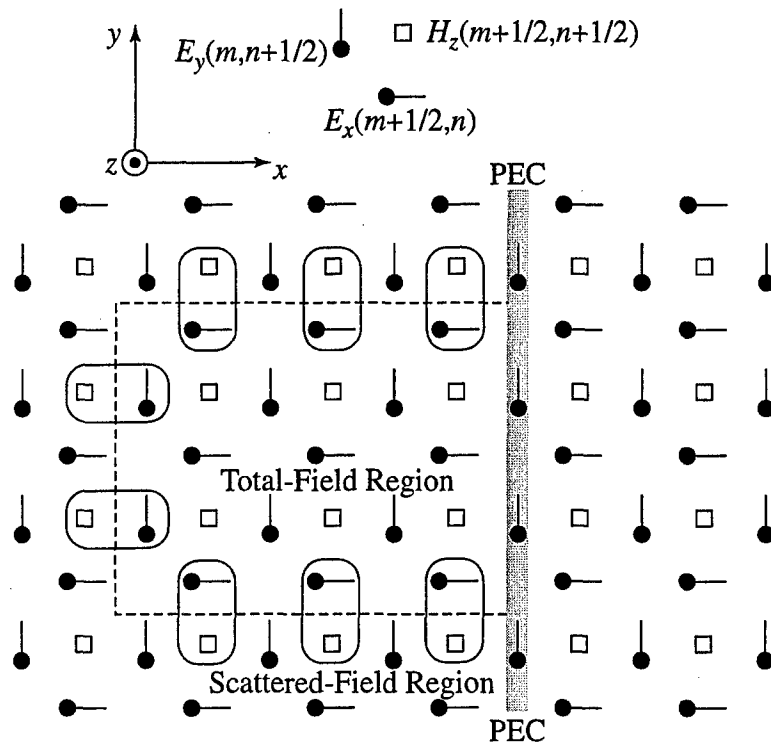 y
E_y(m,n+1/2)
H_z(m+1/2,n+1/2)
E_x(m+1/2,n)
z
x
PEC
Total-Field Region
Scattered-Field Region
PEC